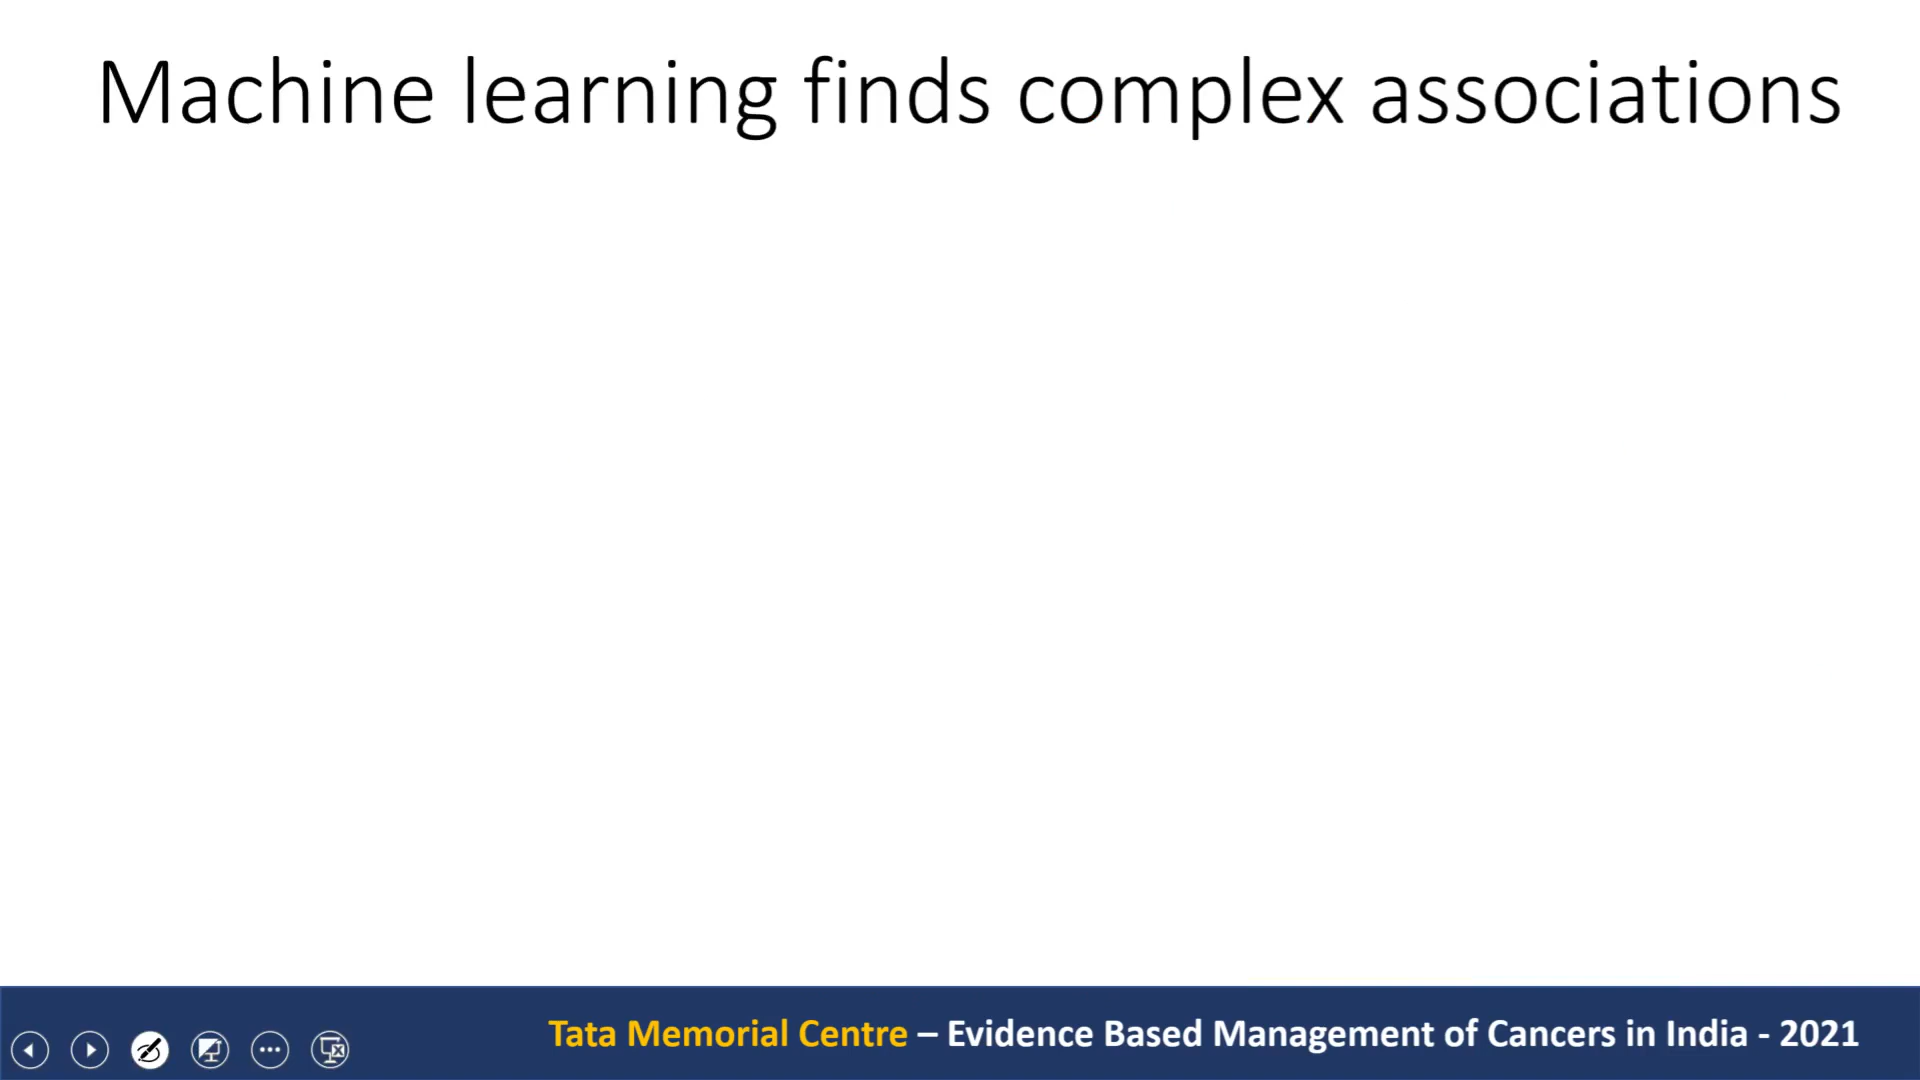 Machine learning finds complex associations
Tata Memorial Centre – Evidence Based Management of Cancers in India - 2021